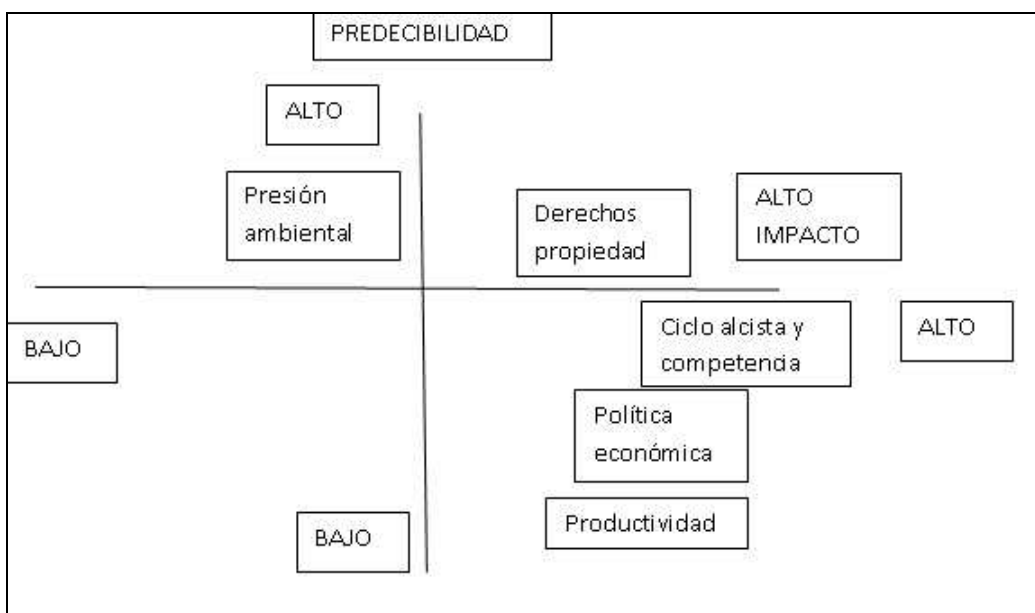 PREDECIBILIDAD
ALTO
Presión
ambiental
Derechos
propiedad
ALTO
IMPACTO
BAJO
Ciclo alcista y
competencia
ALTO
Política
económica
Productividad
BAJO